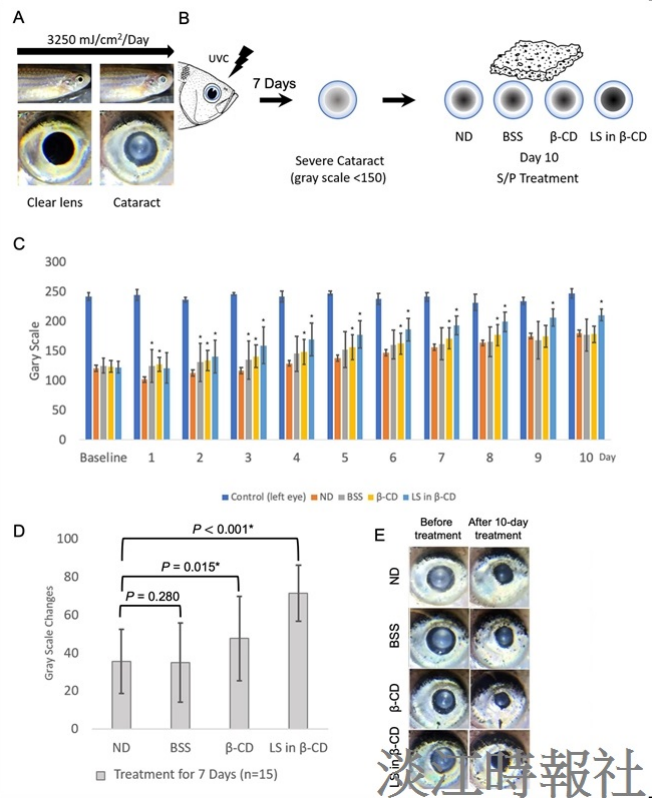 A
3250 mJ/cm²/Day
Clear lens
Cataract
B
UVC
7 Days
Severe Cataract
(gray scale <150)
ND
BSS
β-CD
LS in β-CD
Day 10
S/P Treatment
C
Gary Scale
300
250
200
150
100
50
0
* * * * * * * * * * * * * * * * * * * * * *
Baseline 1 2 3 4 5 6 7 8 9 10 Day
Control (left eye) ND BSS β-CD LS in β-CD
D
Gray Scale Changes
100
80
60
40
20
0
P < 0.001*
P = 0.015*
P = 0.280
ND BSS β-CD LS in β-CD
Treatment for 7 Days (n=15)
E
Before
treatment
After 10-day
treatment
ND
BSS
β-CD
LS in β-CD
淡江時報社